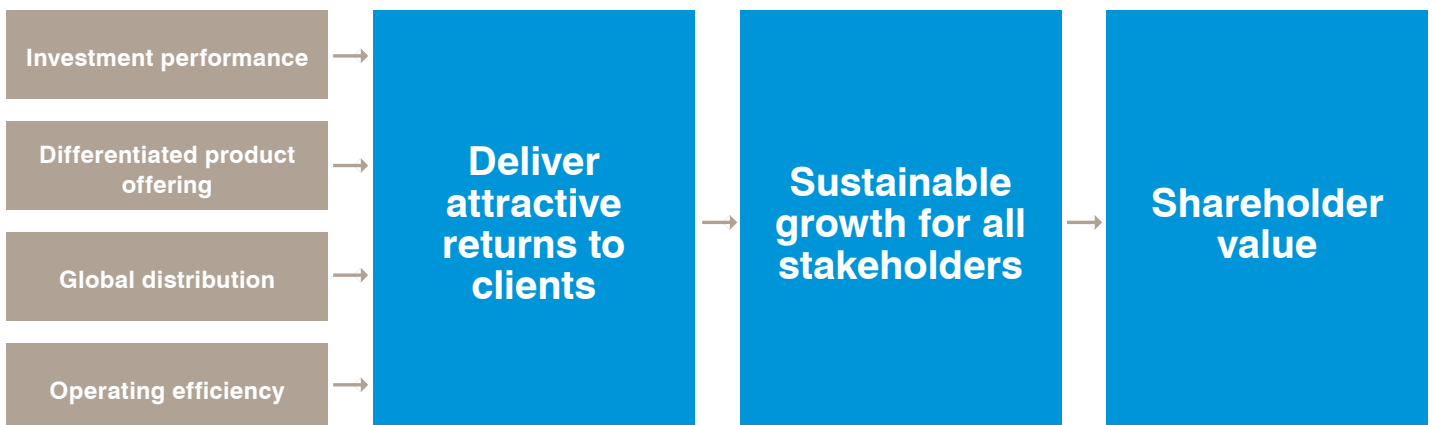 Investment performance
Differentiated product
offering
Global distribution
Operating efficiency
Deliver
attractive
returns to
clients
Sustainable
growth for all
stakeholders
Shareholder
value